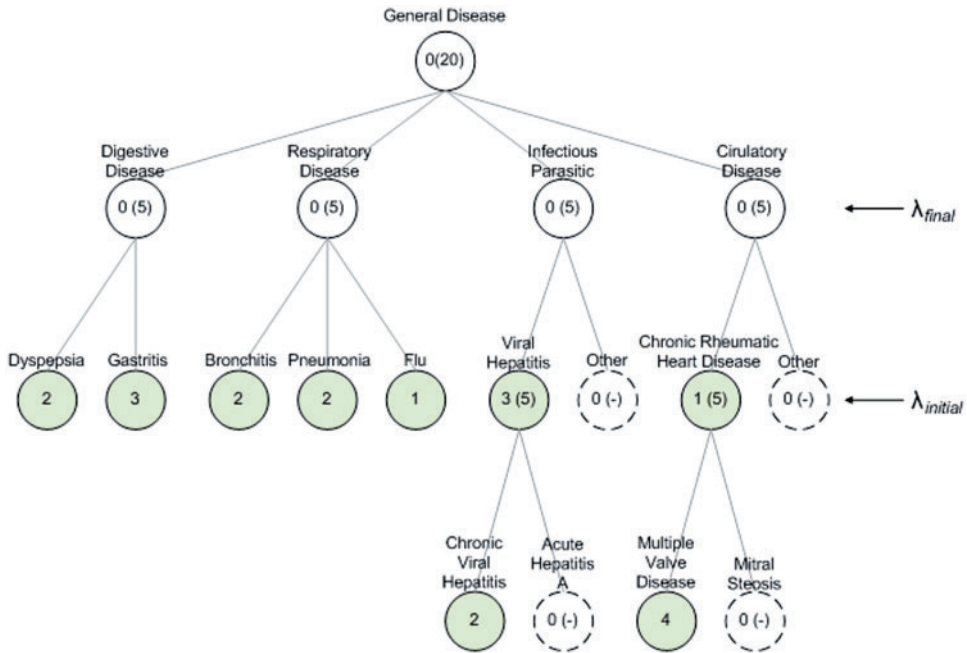 General Disease
0(20)
Digestive
Disease
Respiratory
Disease
Infectious
Parasitic
Cirulatory
Disease
0 (5)
0 (5)
0 (5)
0 (5)
λfinal
Dyspepsia
Gastritis
Bronchitis
Pneumonia
Flu
Viral
Hepatitis
Other
Chronic Rheumatic
Heart Disease
Other
2
3
2
2
1
3 (5)
0 (-)
1 (5)
0 (-)
λinitial
Chronic
Viral
Hepatitis
Acute
Hepatitis
A
Multiple
Valve
Disease
Mitral
Steosis
2
0 (-)
4
0 (-)